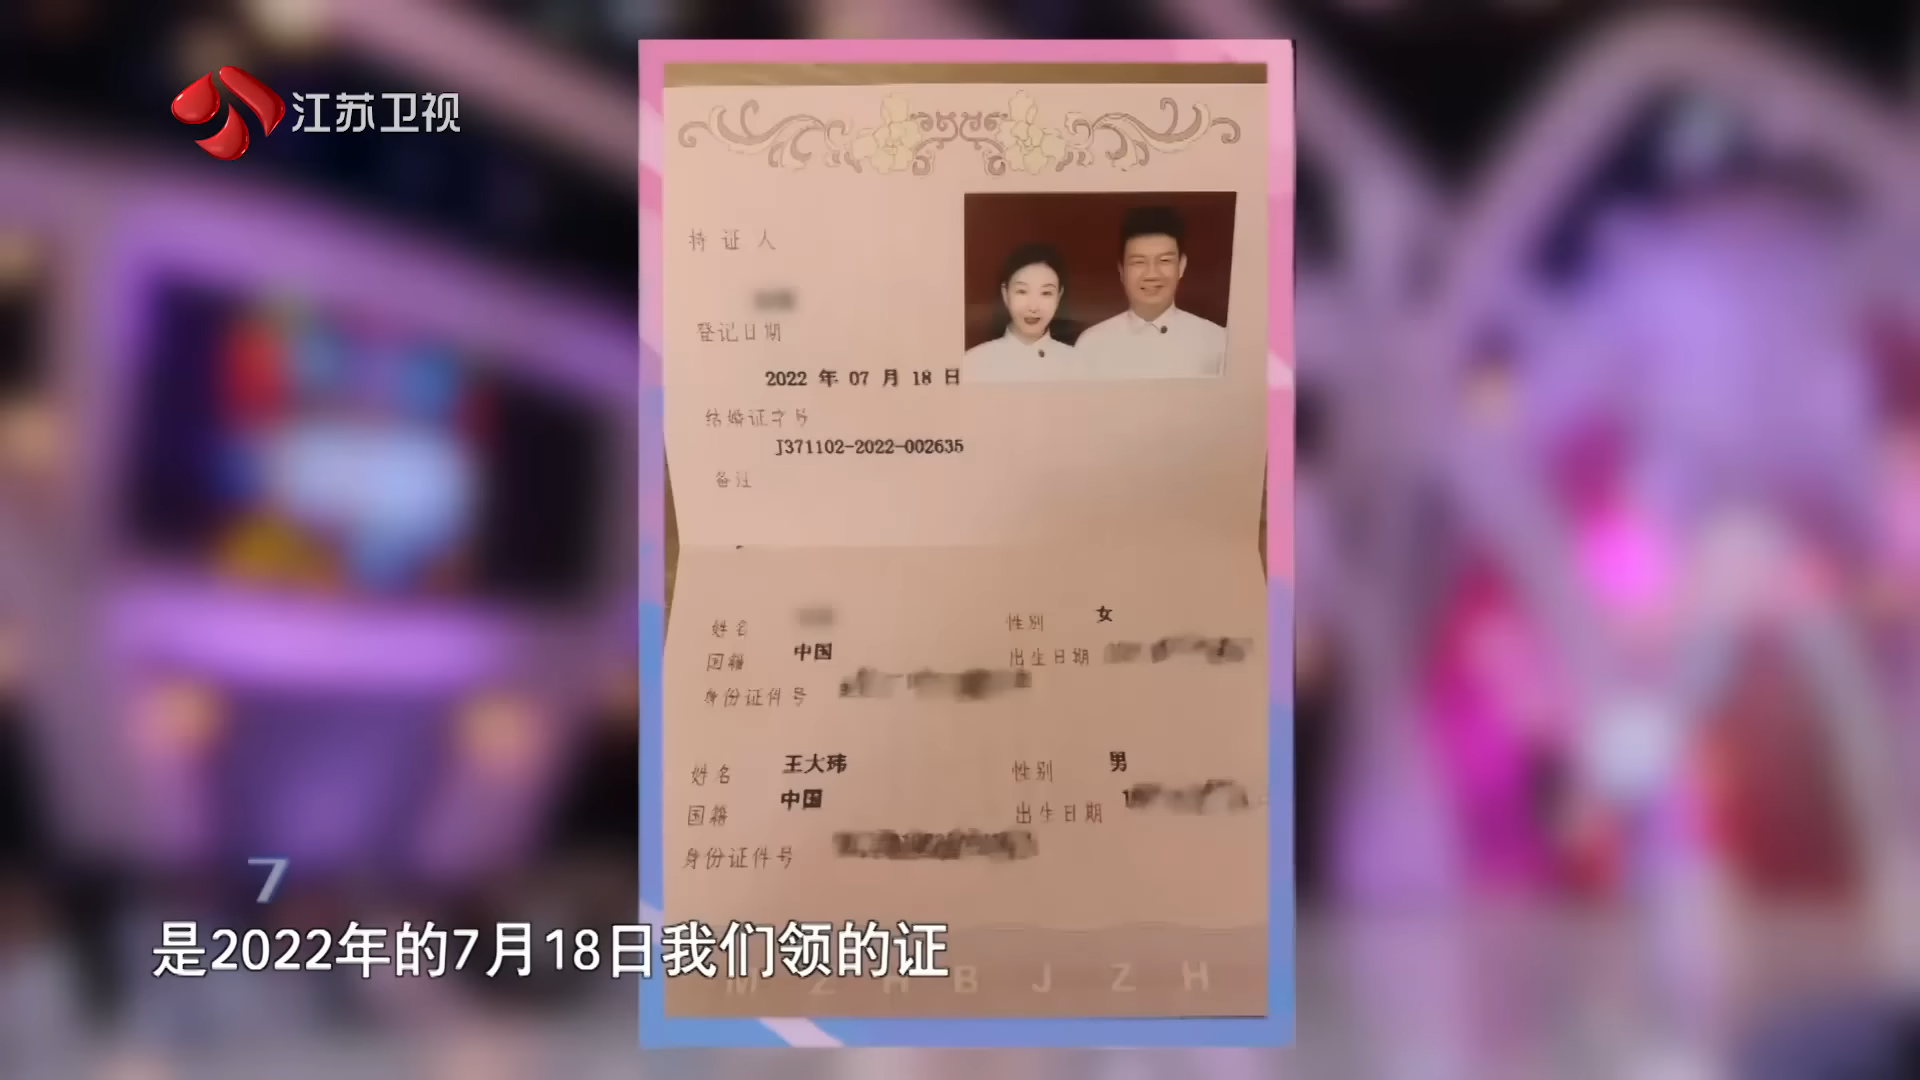 江苏卫视
持证人
登记日期
2022 年 07 月 18 日
结婚证字号
J371102-2022-002635
备注
姓名
性别 女
国籍 中国
出生日期
身份证件号
姓名 王大玮
性别 男
国籍 中国
出生日期
身份证件号
7
是2022年的7月18日我们领的证
M Z H B J Z H